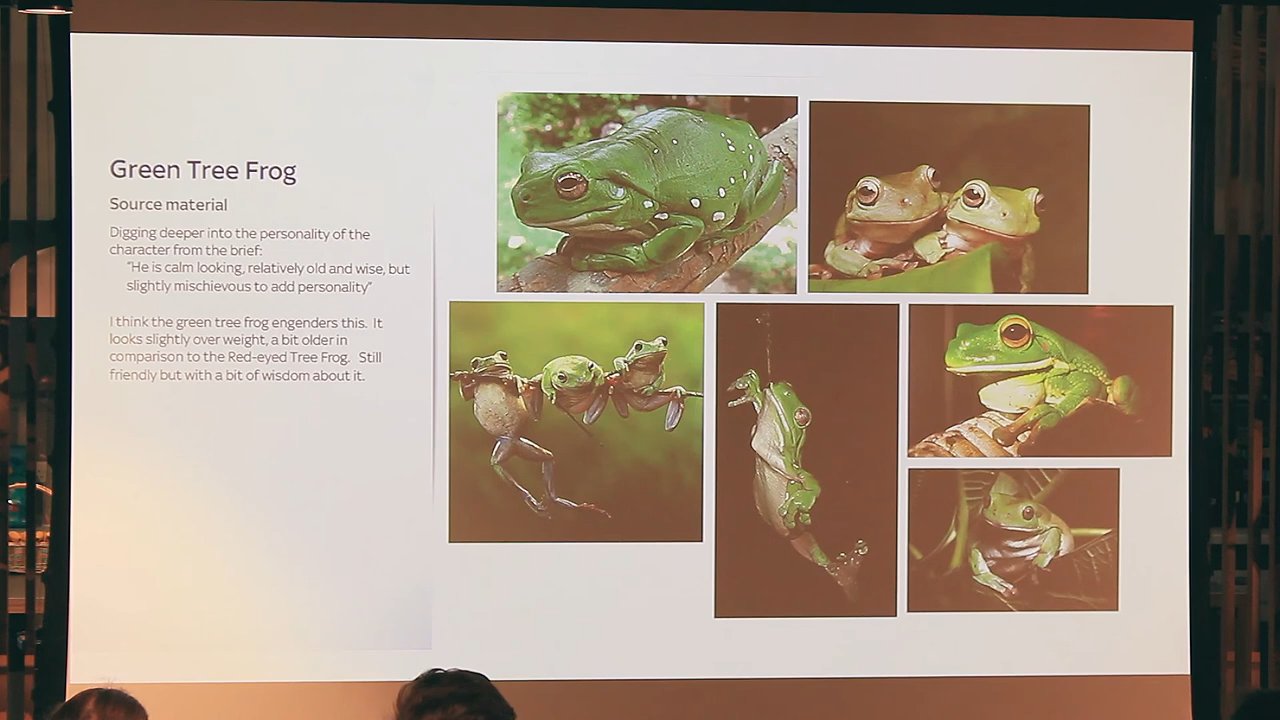 Green Tree Frog
Source material
Digging deeper into the personality of the
character from the brief:
"He is calm looking, relatively old and wise, but
slightly mischievous to add personality"
I think the green tree frog engenders this. It
looks slightly over weight, a bit older in
comparison to the Red-eyed Tree Frog. Still
friendly but with a bit of wisdom about it.